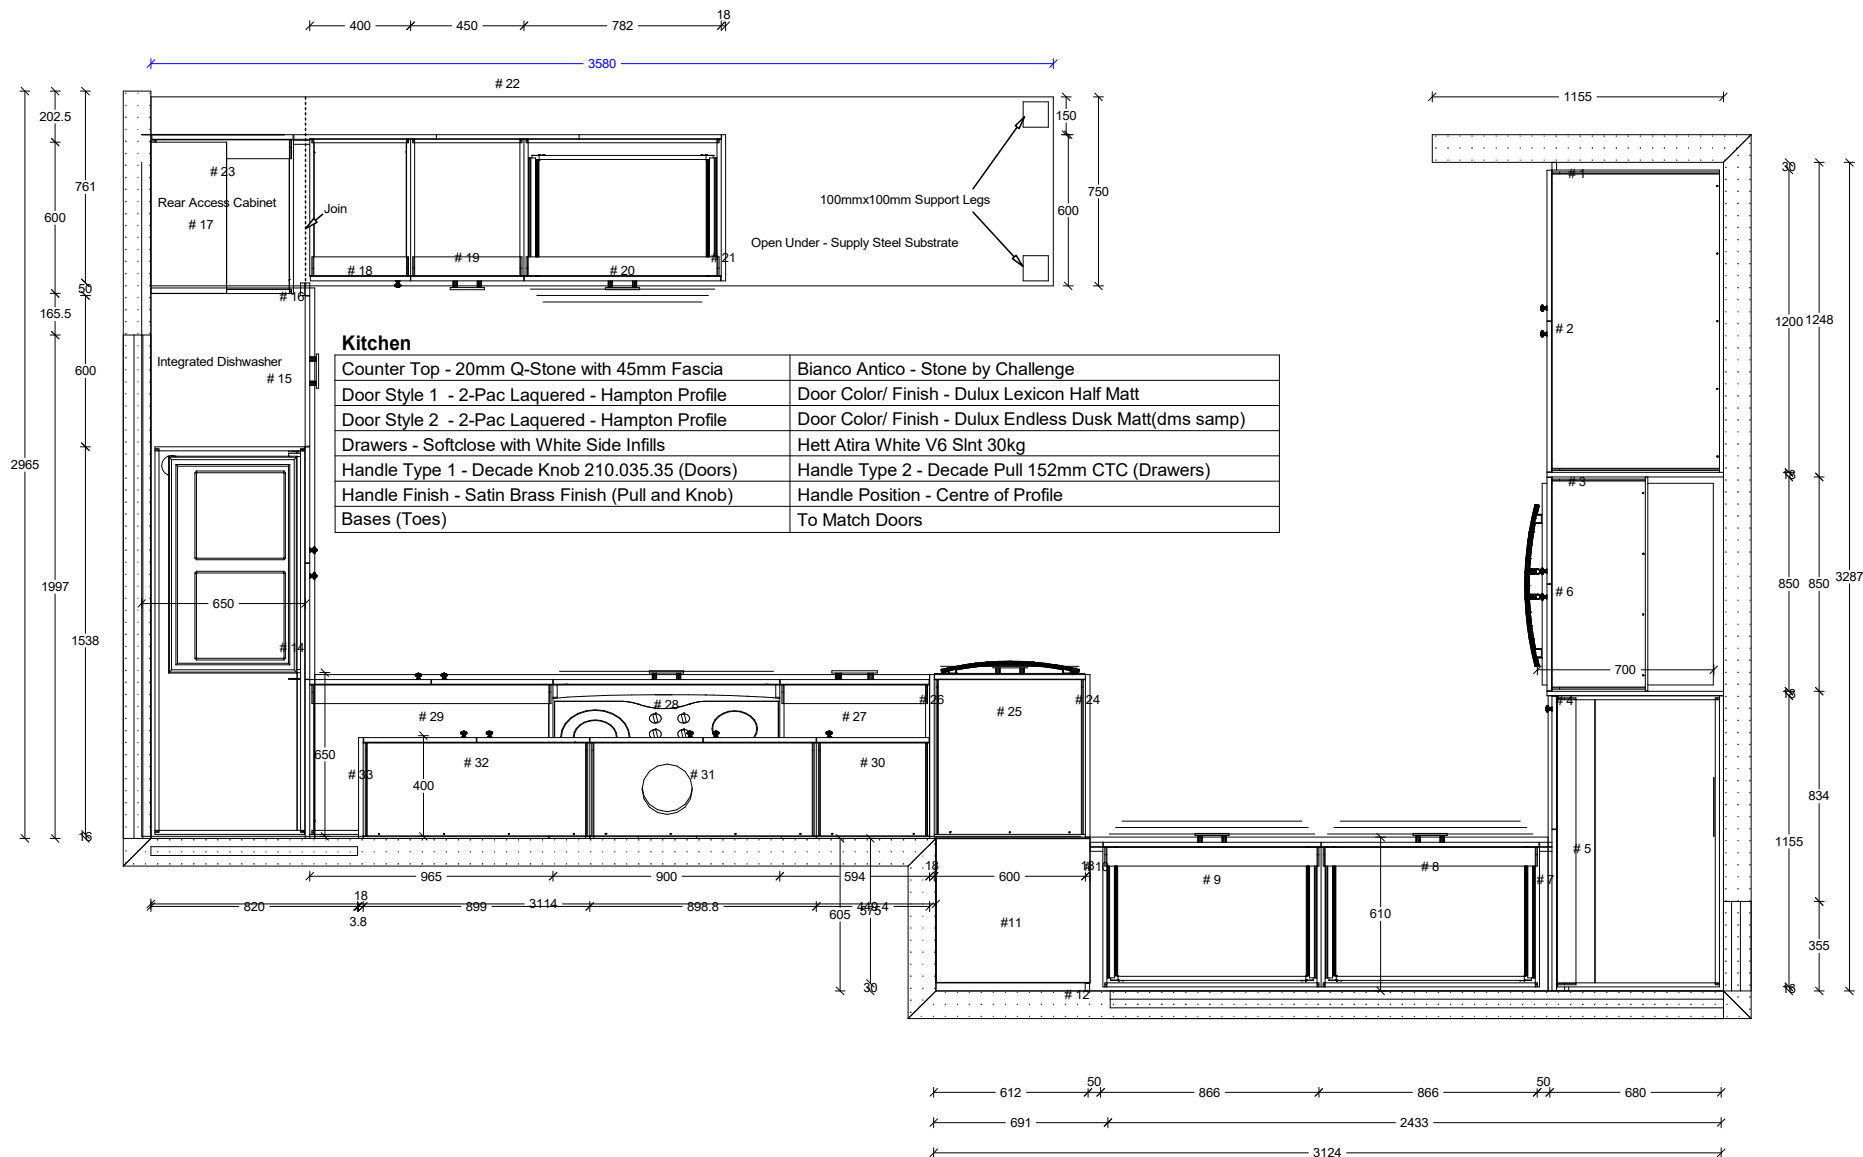 18
400 450 782
3580
# 22
1155
202.5
150
# 23
# 1
30
761
Rear Access Cabinet
Join
100mmx100mm Support Legs
750
600
# 17
600
Open Under - Supply Steel Substrate
# 18 # 19 # 20 # 21
50
# 16
165.5
1200 1248
# 2
Kitchen
Integrated Dishwasher
# 15
600
Counter Top - 20mm Q-Stone with 45mm Fascia Bianco Antico - Stone by Challenge
Door Style 1 - 2-Pac Laquered - Hampton Profile Door Color/ Finish - Dulux Lexicon Half Matt
Door Style 2 - 2-Pac Laquered - Hampton Profile Door Color/ Finish - Dulux Endless Dusk Matt(dms samp)
Drawers - Softclose with White Side Infills Hett Atira White V6 Slnt 30kg
Handle Type 1 - Decade Knob 210.035.35 (Doors) Handle Type 2 - Decade Pull 152mm CTC (Drawers)
Handle Finish - Satin Brass Finish (Pull and Knob) Handle Position - Centre of Profile
Bases (Toes) To Match Doors
2965
# 3
1997
850 850 3287
# 6
650
1538
# 14
700
# 4
# 26 # 24
# 29 # 28 # 27 # 25
650
# 33 # 32 # 31 # 30
400
834
16
1155
# 5
965 900 594 18 600
# 9 # 8 # 7
18
820 899 3114 898.8 449.4
605 575
610
3.8
#11
355
30
# 12
16
50 50
612 866 866 680
691 2433
3124